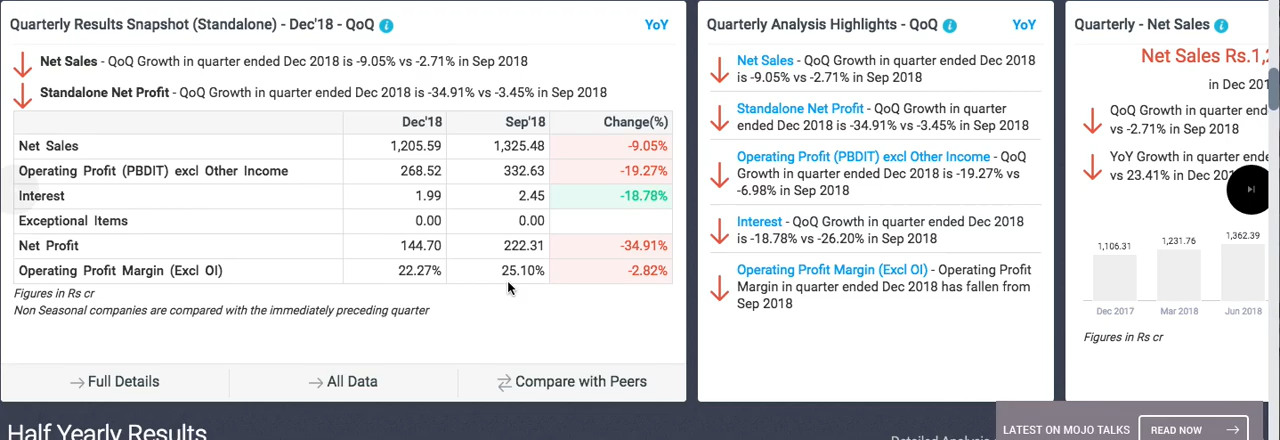 Quarterly Results Snapshot (Standalone) - Dec'18 - QoQ
YoY
Net Sales - QoQ Growth in quarter ended Dec 2018 is -9.05% vs -2.71% in Sep 2018
Standalone Net Profit - QoQ Growth in quarter ended Dec 2018 is -34.91% vs -3.45% in Sep 2018
Dec'18 Sep'18 Change(%)
Net Sales 1,205.59 1,325.48 -9.05%
Operating Profit (PBDIT) excl Other Income 268.52 332.63 -19.27%
Interest 1.99 2.45 -18.78%
Exceptional Items 0.00 0.00
Net Profit 144.70 222.31 -34.91%
Operating Profit Margin (Excl OI) 22.27% 25.10% -2.82%
Figures in Rs cr
Non Seasonal companies are compared with the immediately preceding quarter
Full Details
All Data
Compare with Peers
Quarterly Analysis Highlights - QoQ
YoY
Net Sales - QoQ Growth in quarter ended Dec 2018
is -9.05% vs -2.71% in Sep 2018
Standalone Net Profit - QoQ Growth in quarter
ended Dec 2018 is -34.91% vs -3.45% in Sep 2018
Operating Profit (PBDIT) excl Other Income - QoQ
Growth in quarter ended Dec 2018 is -19.27% vs
-6.98% in Sep 2018
Interest - QoQ Growth in quarter ended Dec 2018
is -18.78% vs -26.20% in Sep 2018
Operating Profit Margin (Excl OI) - Operating Profit
Margin in quarter ended Dec 2018 has fallen from
Sep 2018
Quarterly - Net Sales
Net Sales Rs.1,
in Dec
QoQ Growth in quarter
vs -2.71% in Sep 2018
YoY Growth in quarter
vs 23.41% in Dec
1,106.31
1,231.76
1,362.39
Dec 2017
Mar 2018
Jun 2018
Figures in Rs cr
Half Yearly Results
Detailed Analysis
LATEST ON MOJO TALKS
READ NOW